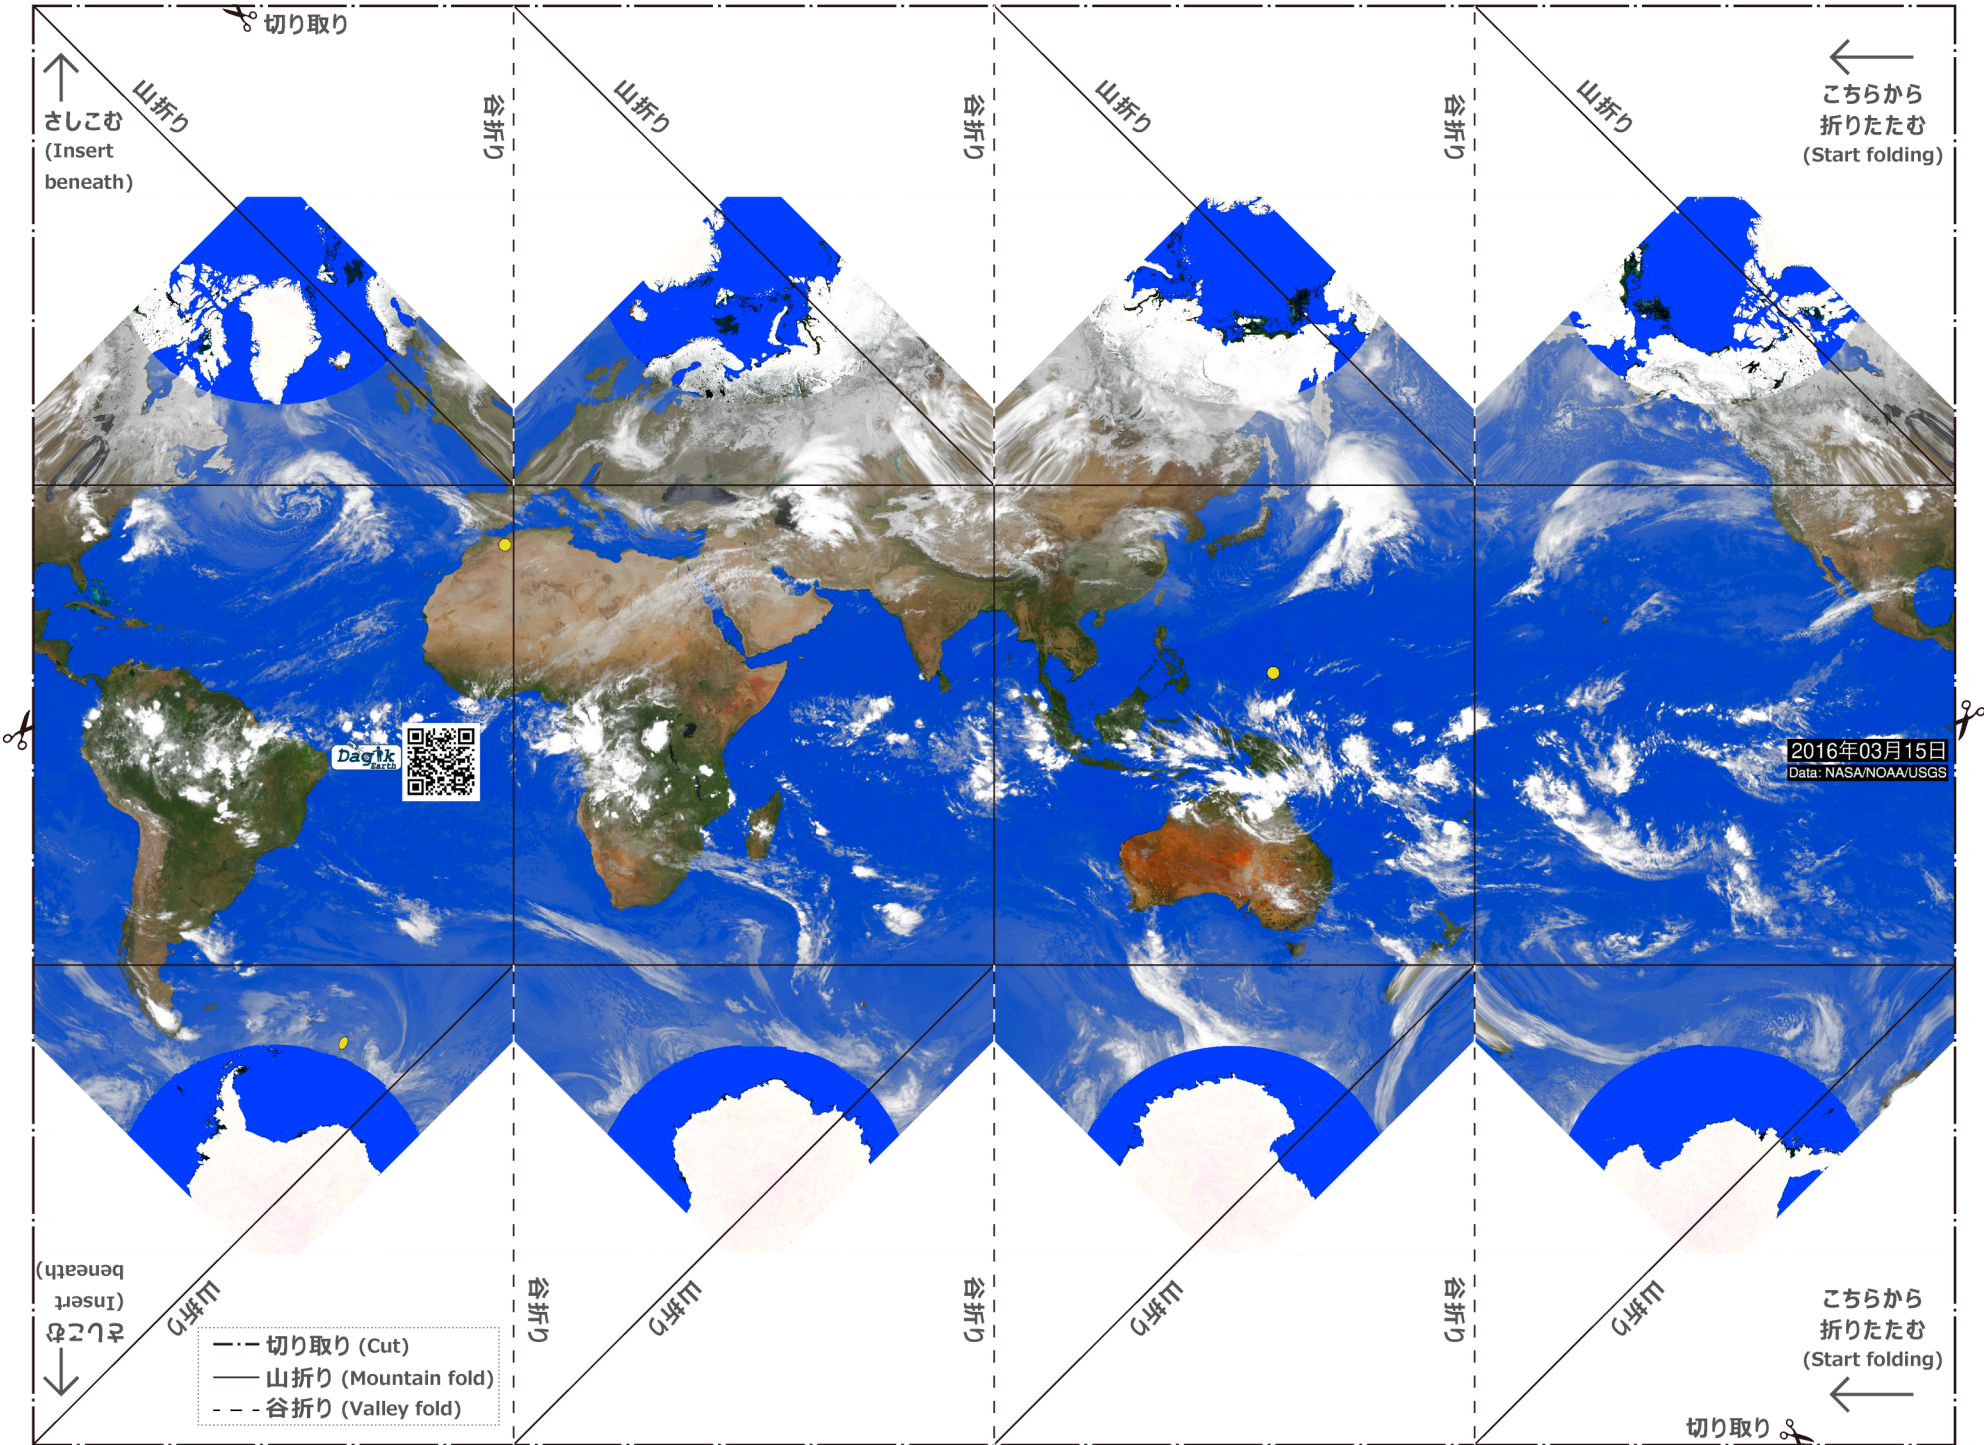 切り取り
さしこむ
(Insert
beneath)
山折り
谷折り
山折り
谷折り
山折り
谷折り
山折り
こちらから
折りたたむ
(Start folding)
Dagik
Earth
2016年03月15日
Data: NASA/NOAA/USGS
さしこむ
(Insert
beneath)
山折り
谷折り
山折り
谷折り
山折り
谷折り
山折り
こちらから
折りたたむ
(Start folding)
切り取り (Cut)
山折り (Mountain fold)
谷折り (Valley fold)
切り取り